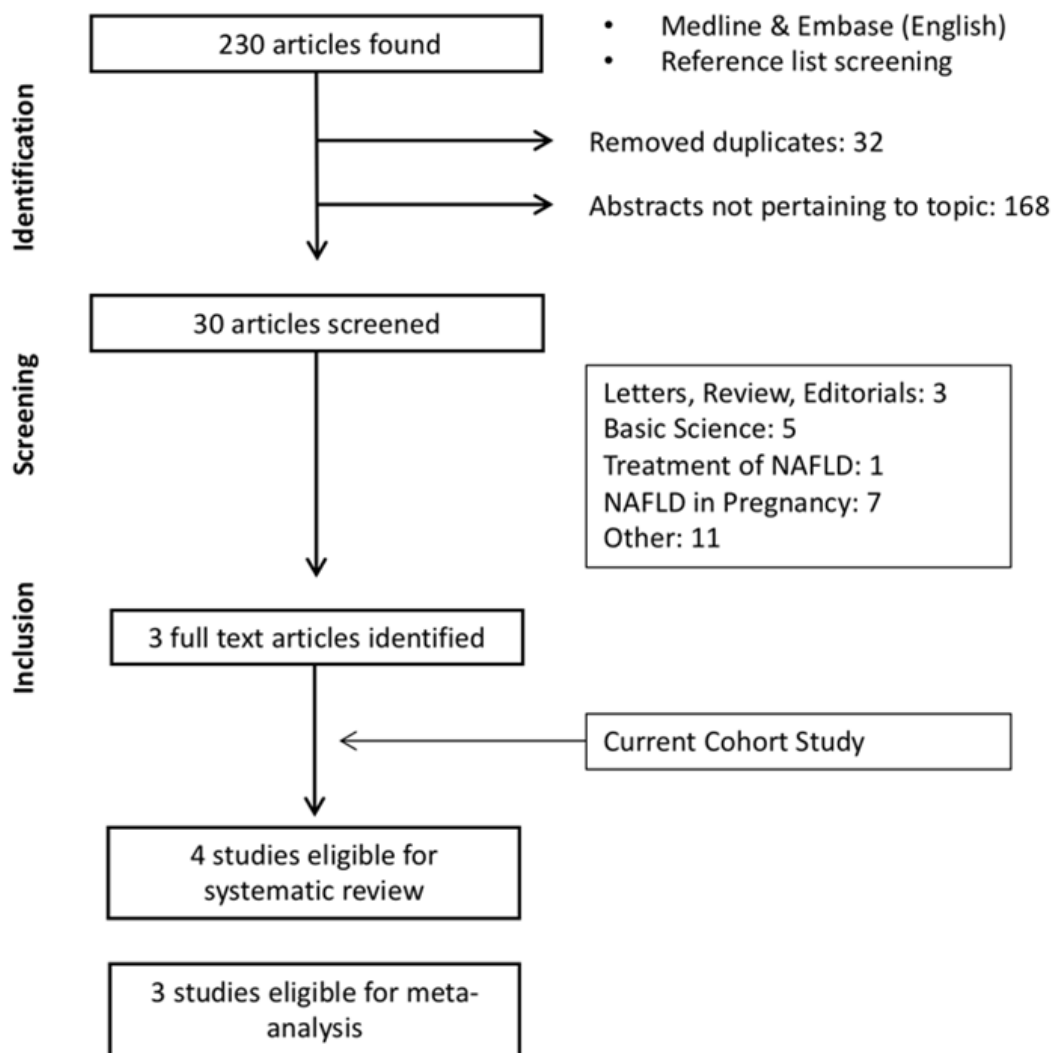 230 articles found
• Medline & Embase (English)
• Reference list screening
Identification
Removed duplicates: 32
Abstracts not pertaining to topic: 168
30 articles screened
Screening
Letters, Review, Editorials: 3
Basic Science: 5
Treatment of NAFLD: 1
NAFLD in Pregnancy: 7
Other: 11
Inclusion
3 full text articles identified
Current Cohort Study
4 studies eligible for
systematic review
3 studies eligible for meta-
analysis